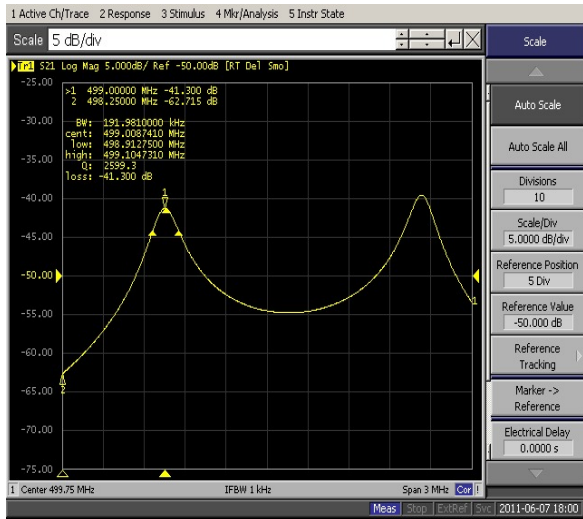 1 Active Ch/Trace 2 Response 3 Stimulus 4 Mkr/Analysis 5 Instr State
Scale 5 dB/div
Scale
Tr1 S21 Log Mag 5.000dB/ Ref -50.00dB [RT Del Smo]
-25.00
>1 499.00000 MHz -41.300 dB
2 498.25000 MHz -62.715 dB
-30.00
BW: 191.9810000 kHz
cent: 499.0087410 MHz
low: 498.9127500 MHz
high: 499.1047310 MHz
-35.00
Q: 2599.3
loss: -41.300 dB
1
-40.00
-45.00
-50.00
1
-55.00
-60.00
2
-65.00
-70.00
-75.00
Auto Scale
Auto Scale All
Divisions
10
Scale/Div
5.0000 dB/div
Reference Position
5 Div
Reference Value
-50.000 dB
Reference
Tracking
Marker ->
Reference
Electrical Delay
0.0000 s
1 Center 499.75 MHz IFBW 1 kHz Span 3 MHz Cor !
Meas Stop ExtRef Svc 2011-06-07 18:00